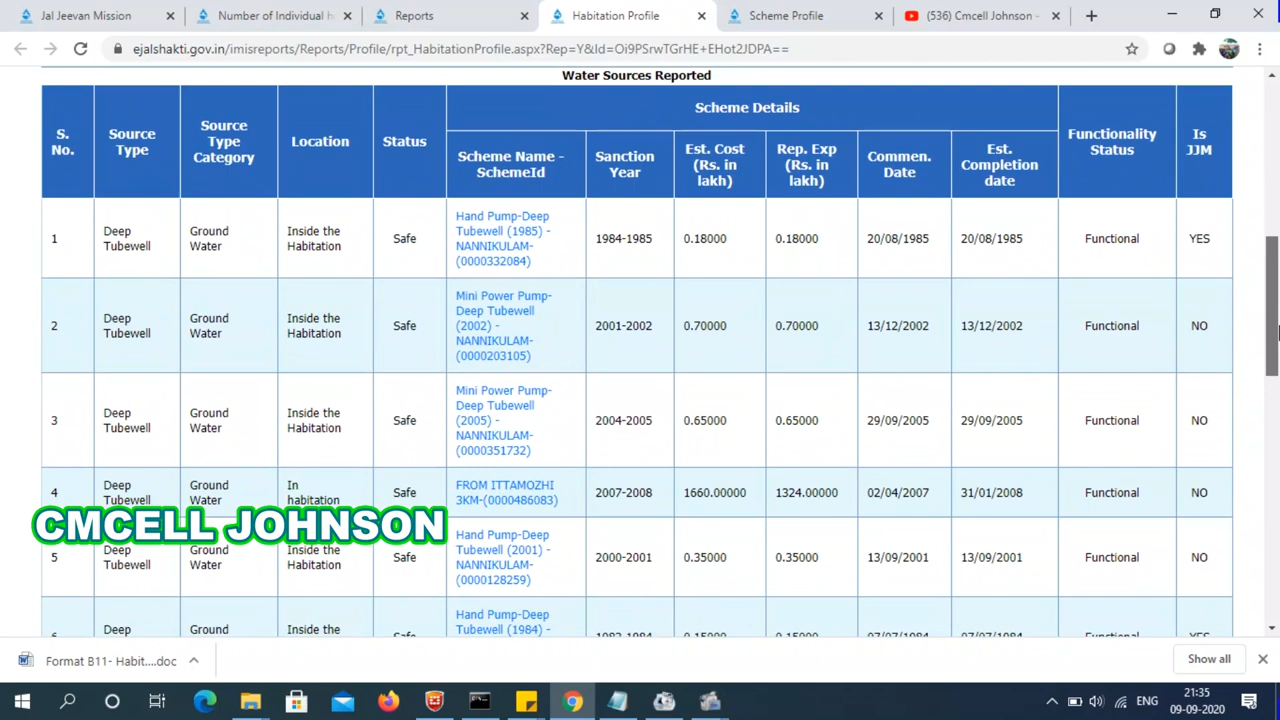 Jal Jeevan Mission
Number of Individual h
Reports
Habitation Profile
Scheme Profile
(536) Cmcell Johnson -
ejalshakti.gov.in/imisreports/Reports/Profile/rpt_HabitationProfile.aspx?Rep=Y&Id=Oi9PSrwTGrHE+EHot2JDPA==
Water Sources Reported
S. No.
Source Type
Source Type Category
Location
Status
Scheme Details
Scheme Name - SchemeId
Sanction Year
Est. Cost (Rs. in lakh)
Rep. Exp (Rs. in lakh)
Commen. Date
Est. Completion date
Functionality Status
Is JJM
1
Deep Tubewell
Ground Water
Inside the Habitation
Safe
Hand Pump-Deep
Tubewell (1985) -
NANNIKULAM-
(0000332084)
1984-1985
0.18000
0.18000
20/08/1985
20/08/1985
Functional
YES
2
Deep Tubewell
Ground Water
Inside the Habitation
Safe
Mini Power Pump-
Deep Tubewell
(2002) -
NANNIKULAM-
(0000203105)
2001-2002
0.70000
0.70000
13/12/2002
13/12/2002
Functional
NO
3
Deep Tubewell
Ground Water
Inside the Habitation
Safe
Mini Power Pump-
Deep Tubewell
(2005) -
NANNIKULAM-
(0000351732)
2004-2005
0.65000
0.65000
29/09/2005
29/09/2005
Functional
NO
4
Deep Tubewell
Ground Water
In habitation
Safe
FROM ITTAMOZHI
3KM-(0000486083)
2007-2008
1660.00000
1324.00000
02/04/2007
31/01/2008
Functional
NO
CMCELL JOHNSON
5
Deep Tubewell
Ground Water
Inside the Habitation
Safe
Hand Pump-Deep
Tubewell (2001) -
NANNIKULAM-
(0000128259)
2000-2001
0.35000
0.35000
13/09/2001
13/09/2001
Functional
NO
Deep
Ground
Inside the
Hand Pump-Deep
Tubewell (1984) -
Format B11- Habit....doc
Show all
ENG
21:35
09-09-2020